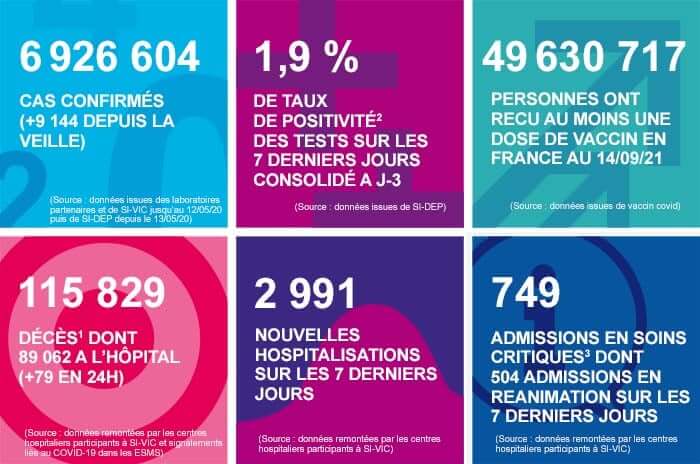 6 926 604
CAS CONFIRMÉS
(+9 144 DEPUIS LA
VEILLE)
(Source : données issues des laboratoires
partenaires et de SI-VIC jusqu'au 12/05/20
puis de SI-DEP depuis le 13/05/20)
1,9 %
DE TAUX
DE POSITIVITÉ²
DES TESTS SUR LES
7 DERNIERS JOURS
CONSOLIDÉ A J-3
(Source : données issues de SI-DEP)
49 630 717
PERSONNES ONT
RECU AU MOINS UNE
DOSE DE VACCIN EN
FRANCE AU 14/09/21
(Source : données issues de vaccin covid)
115 829
DÉCÈS¹ DONT
89 062 A L'HÔPITAL
(+79 EN 24H)
(Source : données remontées par les centres
hospitaliers participants à SI-VIC et signalements
liés au COVID-19 dans les ESMS)
2 991
NOUVELLES
HOSPITALISATIONS
SUR LES 7 DERNIERS
JOURS
(Source : données remontées par les centres
hospitaliers participants à SI-VIC)
749
ADMISSIONS EN SOINS
CRITIQUES³ DONT
504 ADMISSIONS EN
REANIMATION SUR LES
7 DERNIERS JOURS
(Source : données remontées par les centres
hospitaliers participants à SI-VIC)